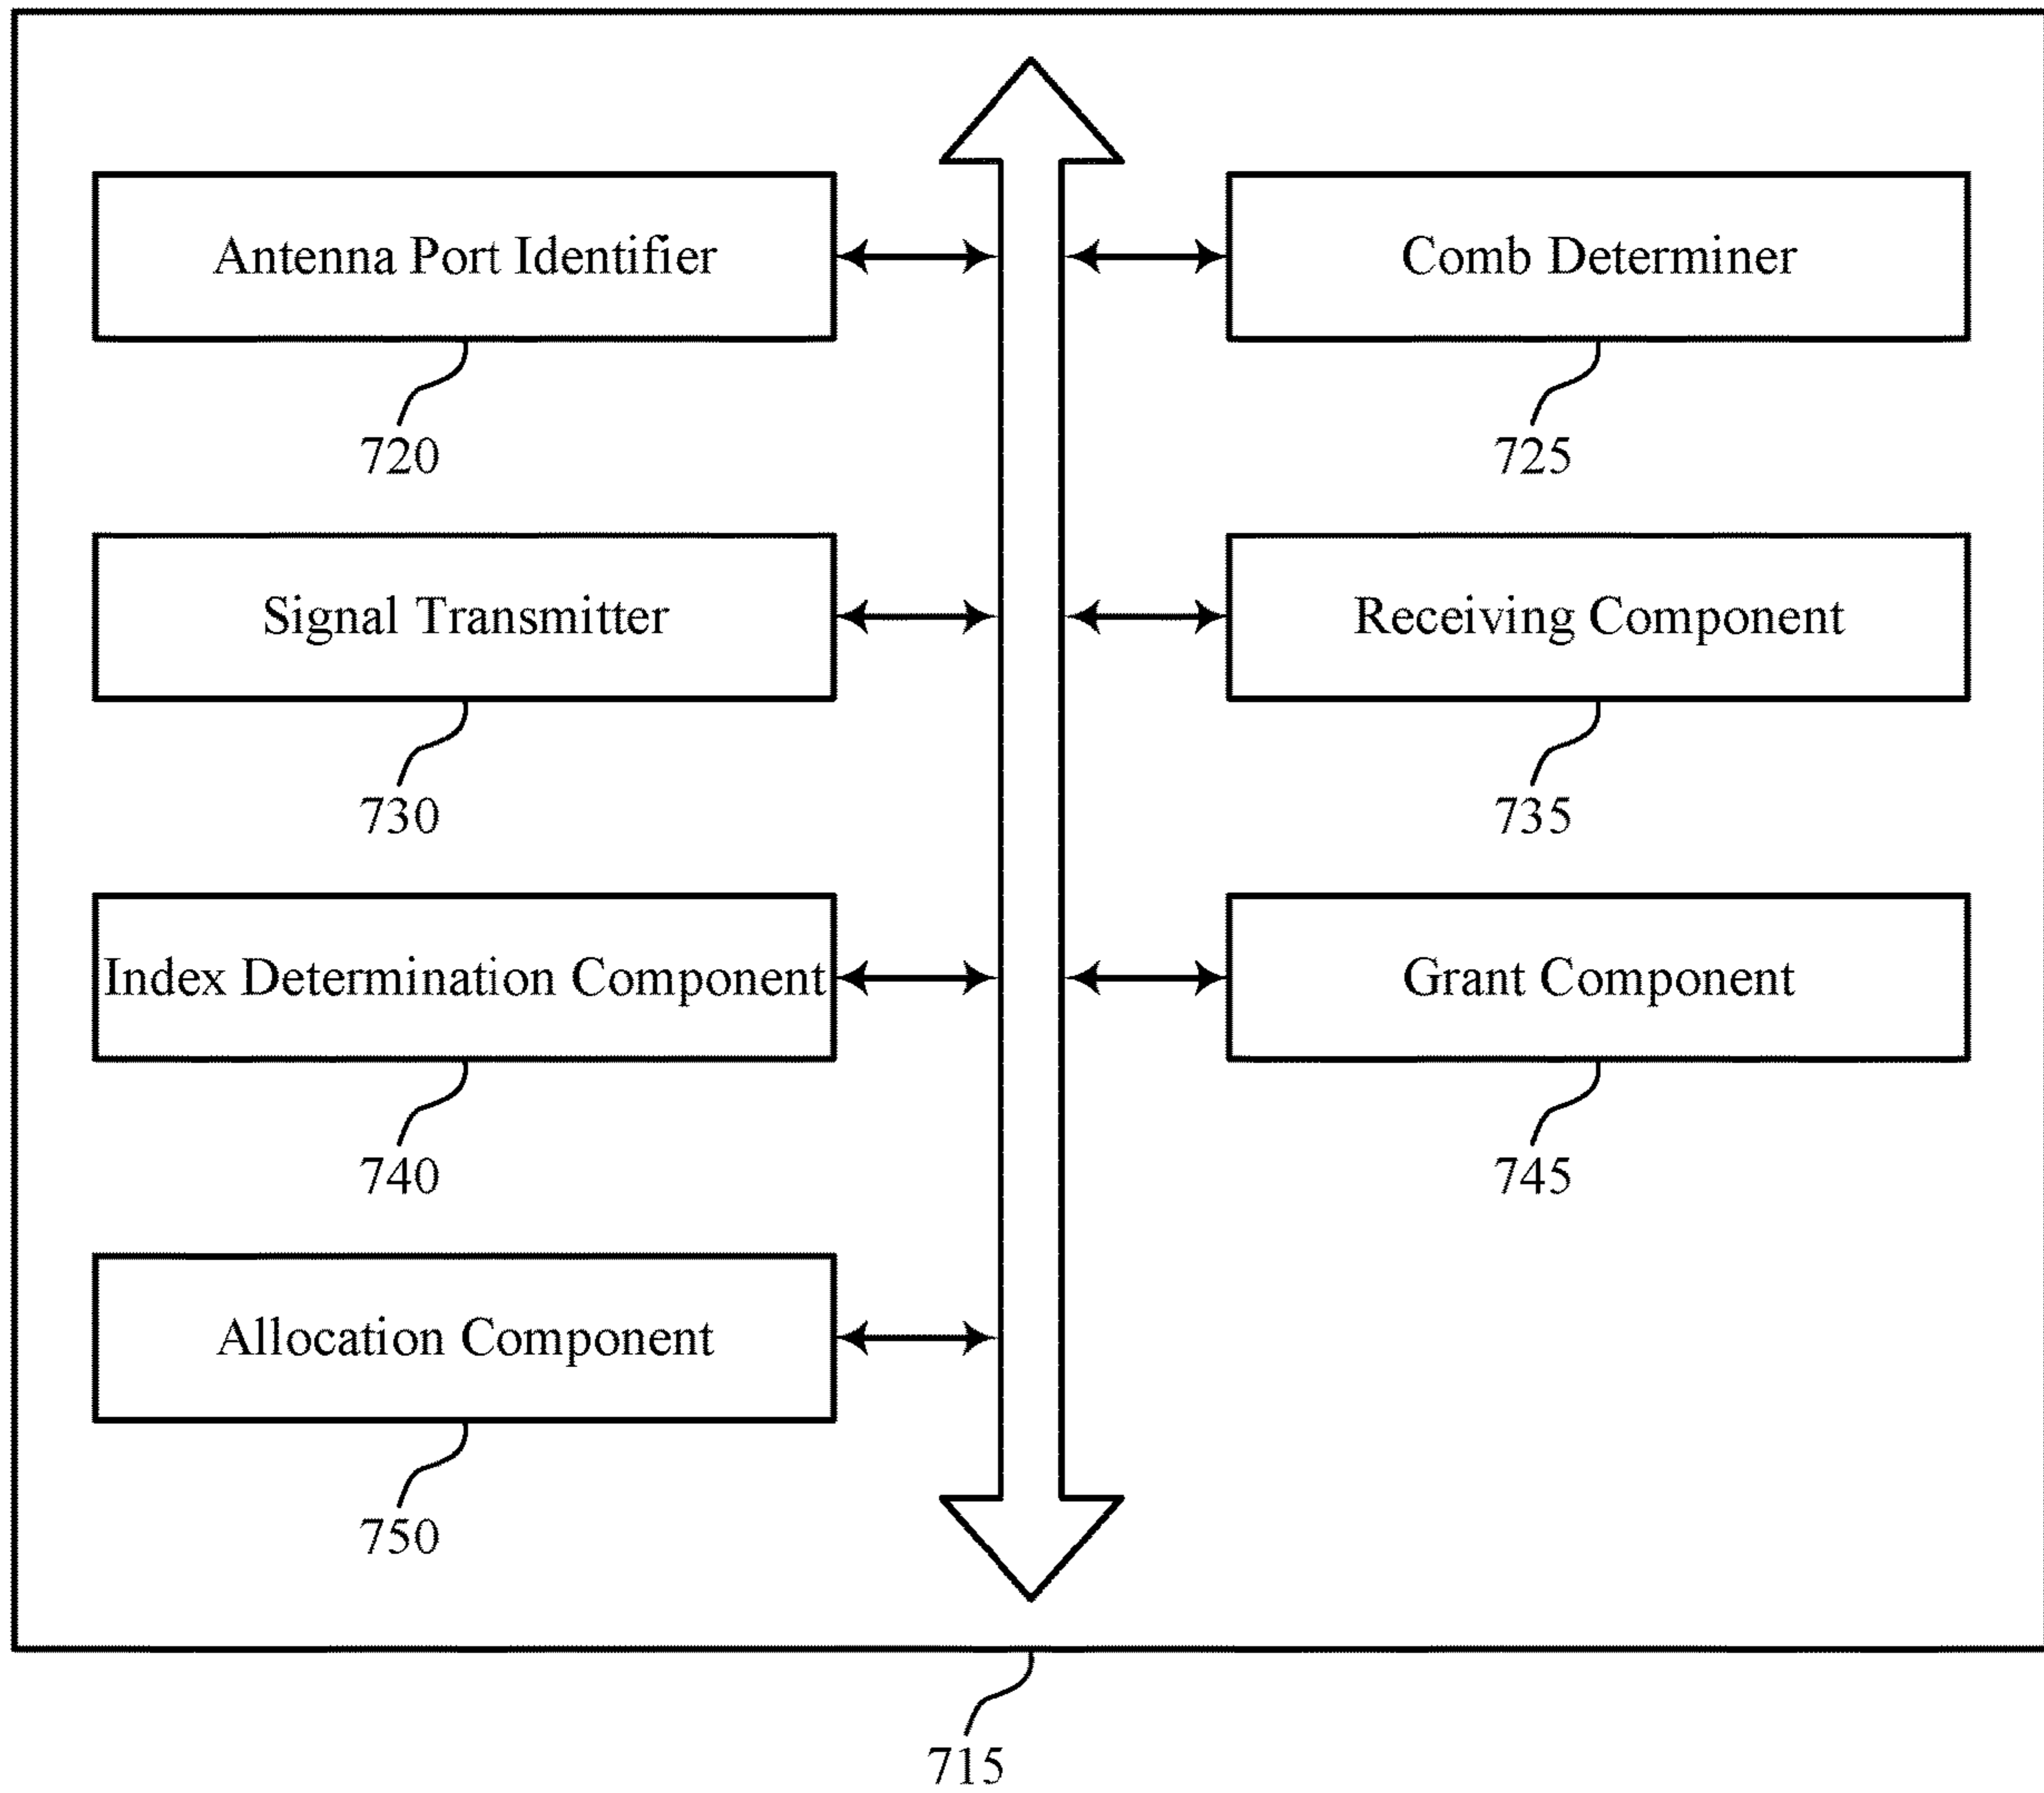 Antenna Port Identifier
Comb Determiner
720
725
Signal Transmitter
Receiving Component
730
735
Index Determination Component
Grant Component
740
745
Allocation Component
750
715